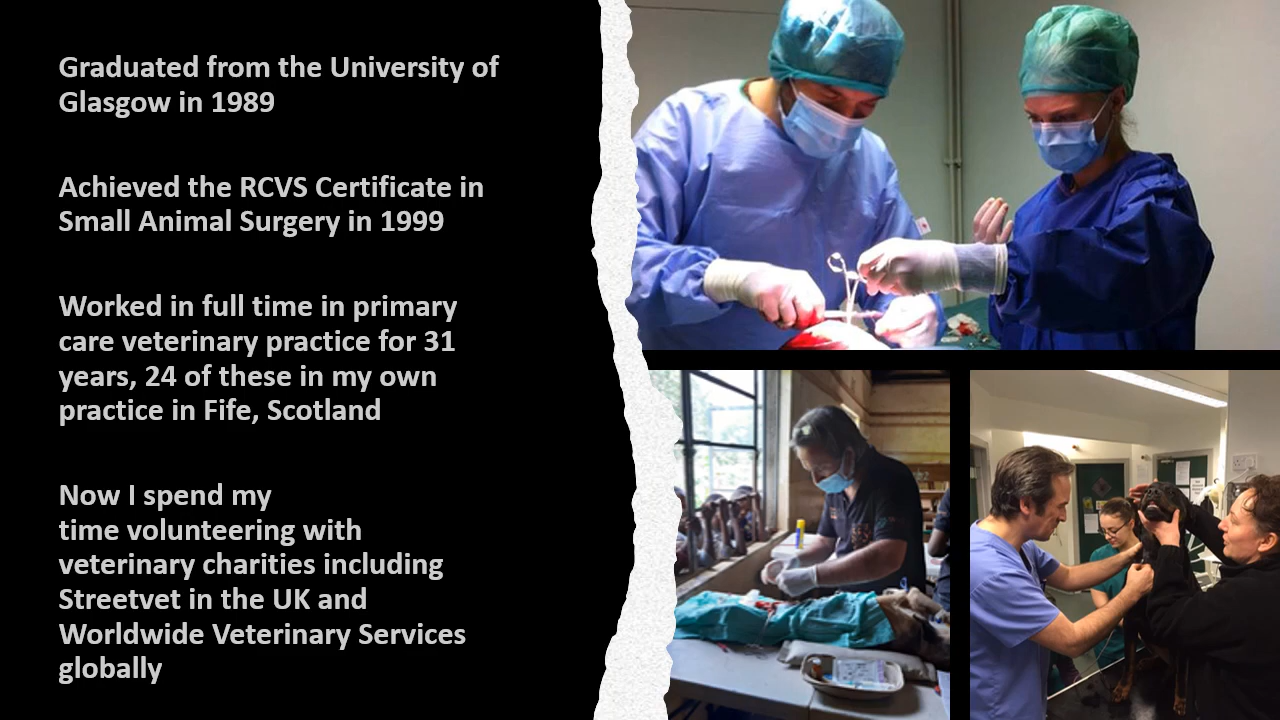 Graduated from the University of
Glasgow in 1989
Achieved the RCVS Certificate in
Small Animal Surgery in 1999
Worked in full time in primary
care veterinary practice for 31
years, 24 of these in my own
practice in Fife, Scotland
Now I spend my
time volunteering with
veterinary charities including
Streetvet in the UK and
Worldwide Veterinary Services
globally